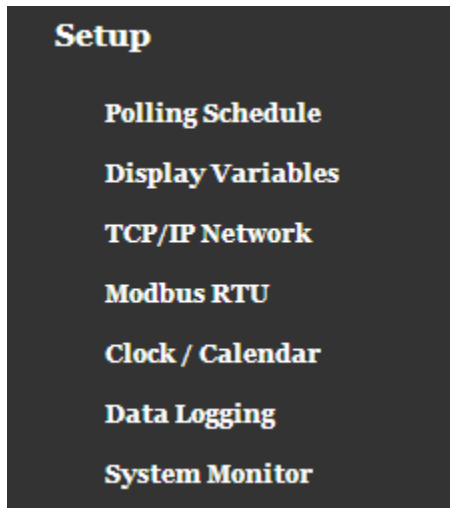 Setup
Polling Schedule
Display Variables
TCP/IP Network
Modbus RTU
Clock / Calendar
Data Logging
System Monitor